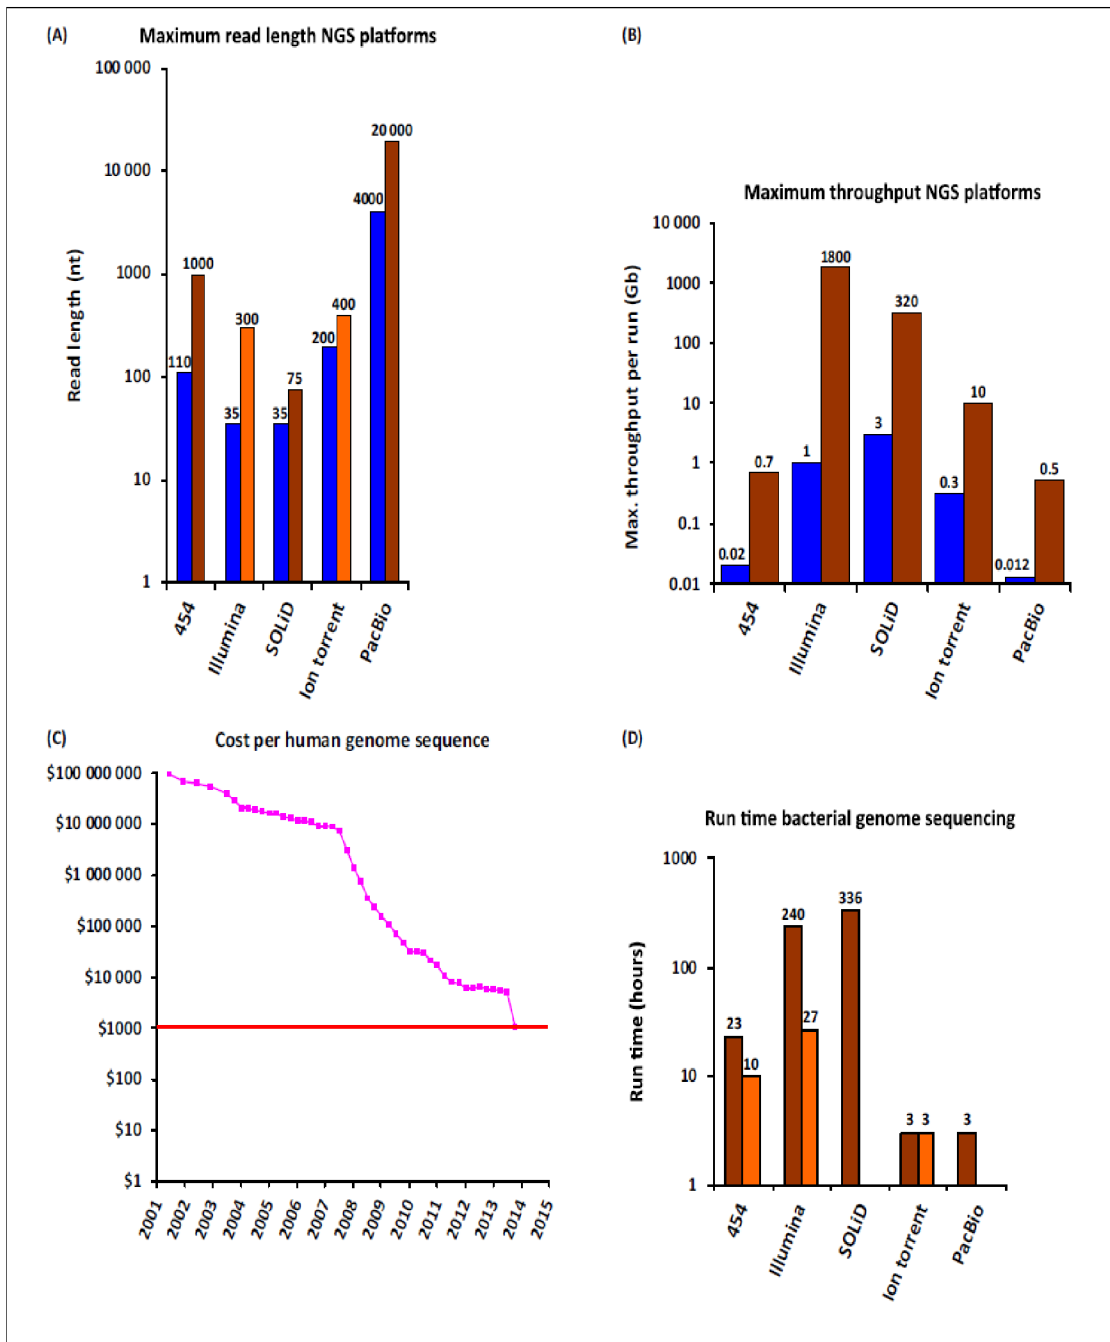 (A)
Maximum read length NGS platforms
Read length (nt)
100 000
10 000
1000
100
10
1
110
1000
35
300
35
75
200
400
4000
20 000
454
Illumina
SOLiD
Ion torrent
PacBio
(B)
Maximum throughput NGS platforms
Max. throughput per run (Gb)
10 000
1000
100
10
1
0.1
0.01
0.02
0.7
1
1800
3
320
0.3
10
0.012
0.5
454
Illumina
SOLiD
Ion torrent
PacBio
(C)
Cost per human genome sequence
$100 000 000
$10 000 000
$1 000 000
$100 000
$10 000
$1000
$100
$10
$1
2001
2002
2003
2004
2005
2006
2007
2008
2009
2010
2011
2012
2013
2014
2015
(D)
Run time bacterial genome sequencing
Run time (hours)
1000
100
10
1
23
10
240
27
336
3
3
3
454
Illumina
SOLiD
Ion torrent
PacBio